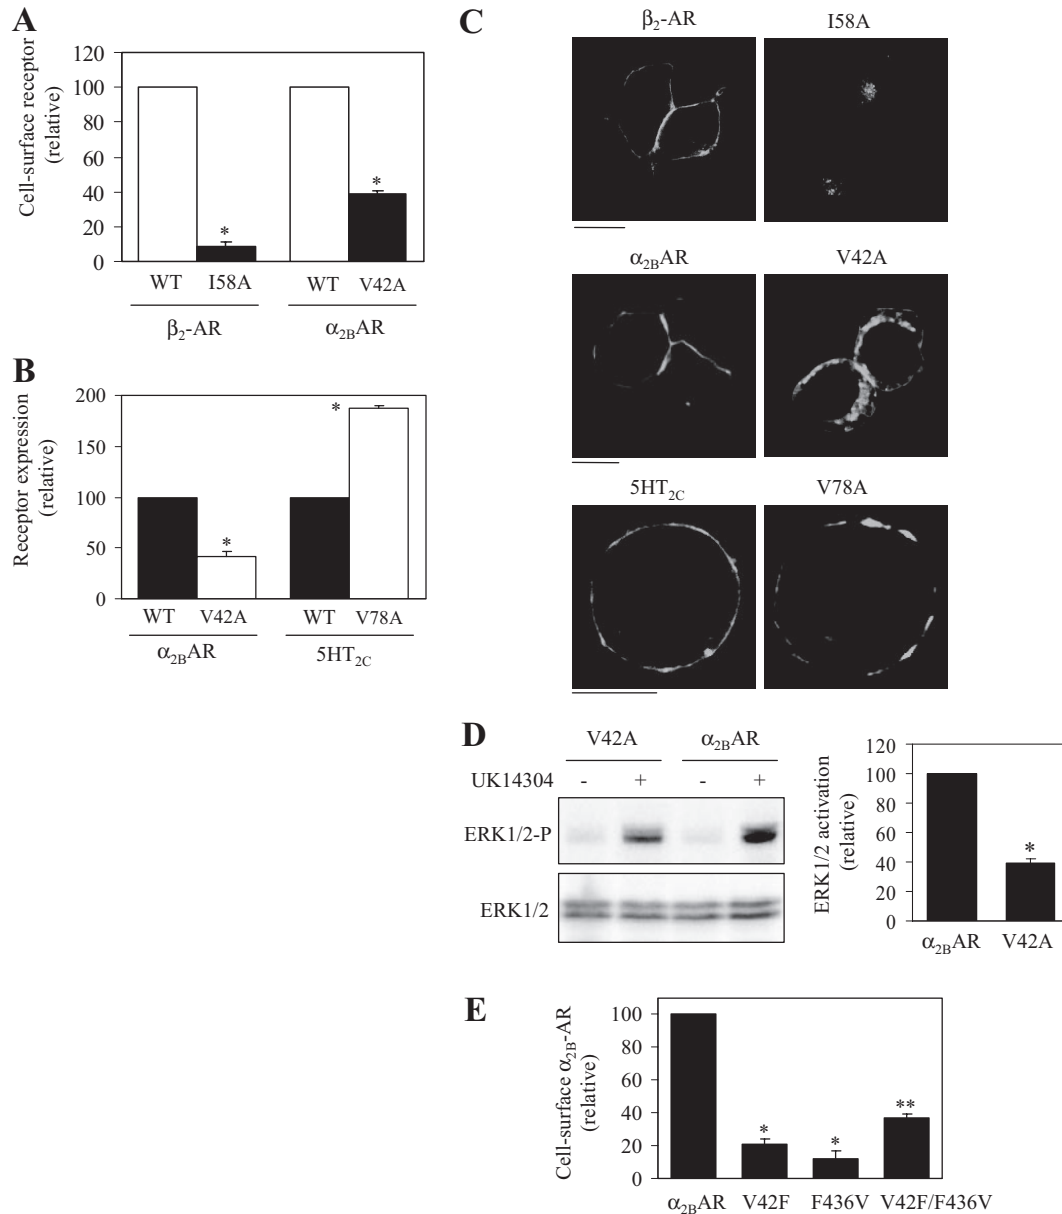 A
Cell-surface receptor
(relative)
120
100
80
60
40
20
0
*
*
WT I58A WT V42A
β₂-AR α₂BAR
B
Receptor expression
(relative)
200
150
100
50
0
*
*
WT V42A WT V78A
α₂BAR 5HT₂C
C
β₂-AR I58A
α₂BAR V42A
5HT₂C V78A
D
V42A α₂BAR
UK14304 - + - +
ERK1/2-P
ERK1/2
ERK1/2 activation
(relative)
120
100
80
60
40
20
0
*
α₂BAR V42A
E
Cell-surface α₂B-AR
(relative)
100
80
60
40
20
0
*
*
**
α₂BAR V42F F436V V42F/F436V